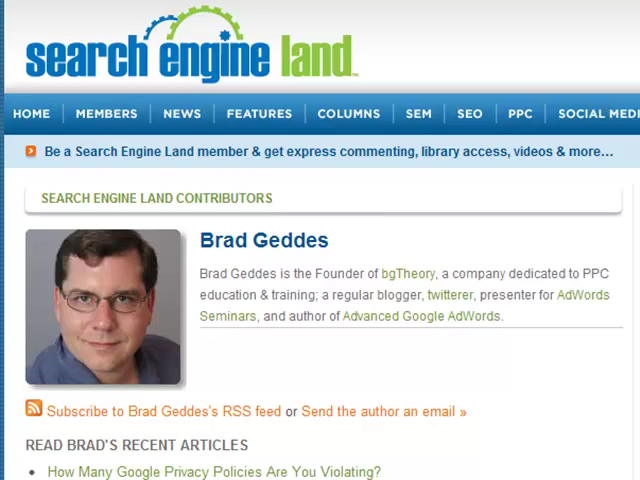 search engine land™
HOME MEMBERS NEWS FEATURES COLUMNS SEM SEO PPC SOCIAL MEDI
Be a Search Engine Land member & get express commenting, library access, videos & more...
SEARCH ENGINE LAND CONTRIBUTORS
Brad Geddes
Brad Geddes is the Founder of bgTheory, a company dedicated to PPC
education & training; a regular blogger, twitterer, presenter for AdWords
Seminars, and author of Advanced Google AdWords.
Subscribe to Brad Geddes's RSS feed or Send the author an email »
READ BRAD'S RECENT ARTICLES
• How Many Google Privacy Policies Are You Violating?